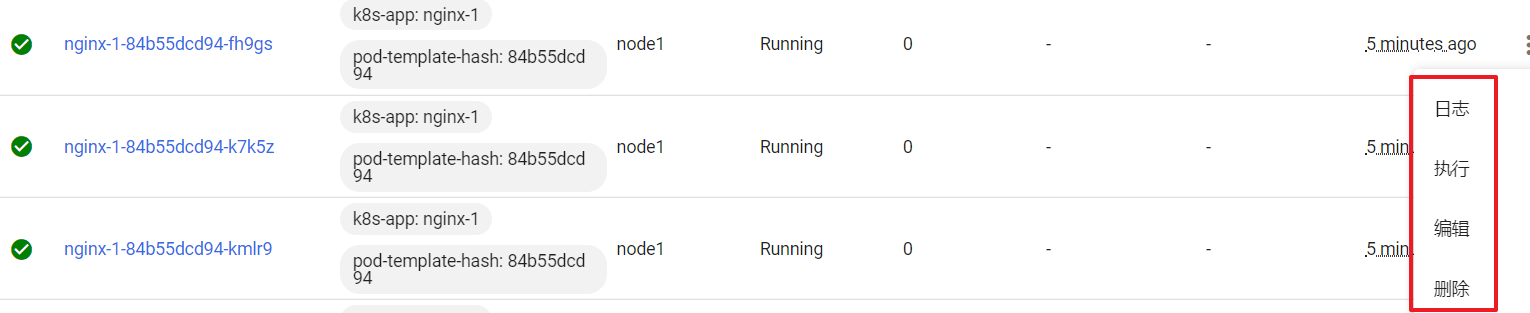 k8s-app: nginx-1
nginx-1-84b55dcd94-fh9gs node1 Running 0 - - 5 minutes ago
pod-template-hash: 84b55dcd
94
日志
k8s-app: nginx-1
nginx-1-84b55dcd94-k7k5z node1 Running 0 - - 5 min
pod-template-hash: 84b55dcd
94
执行
k8s-app: nginx-1
编辑
nginx-1-84b55dcd94-kmlr9 node1 Running 0 - - 5 min
pod-template-hash: 84b55dcd
94
删除